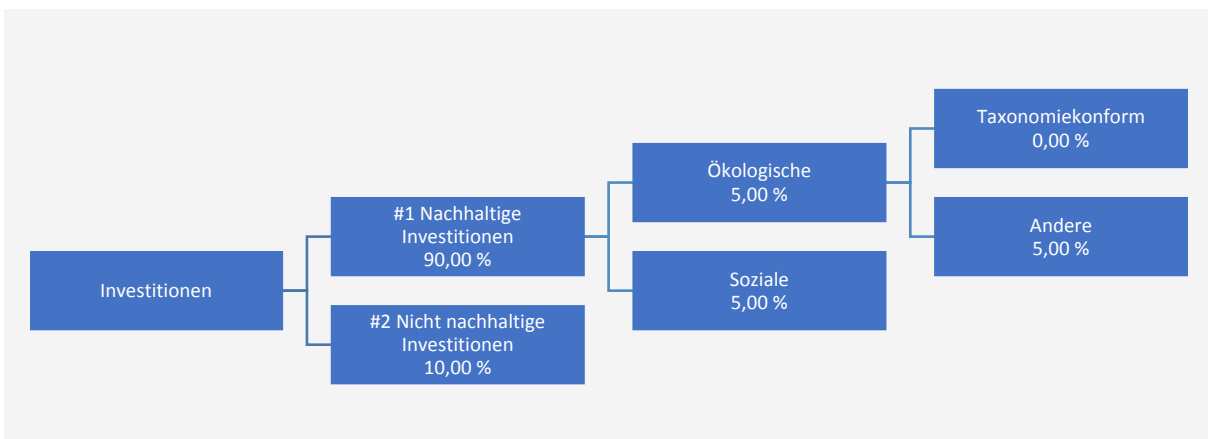 Investitionen
#1 Nachhaltige
Investitionen
90,00 %
#2 Nicht nachhaltige
Investitionen
10,00 %
Ökologische
5,00 %
Soziale
5,00 %
Taxonomiekonform
0,00 %
Andere
5,00 %